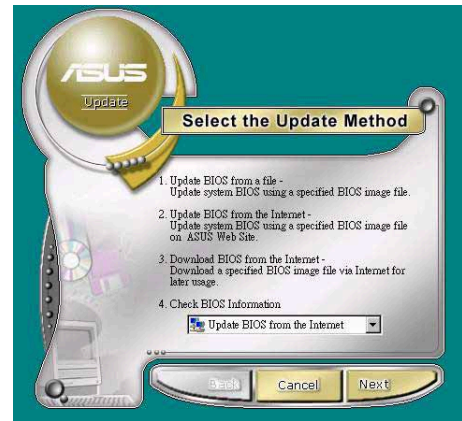 ASUS
Update
Select the Update Method
1. Update BIOS from a file -
Update system BIOS using a specified BIOS image file.
2. Update BIOS from the Internet -
Update system BIOS using a specified BIOS image file
on ASUS Web Site.
3. Download BIOS from the Internet -
Download a specified BIOS image file via Internet for
later usage.
4. Check BIOS Information
Update BIOS from the Internet
Back Cancel Next